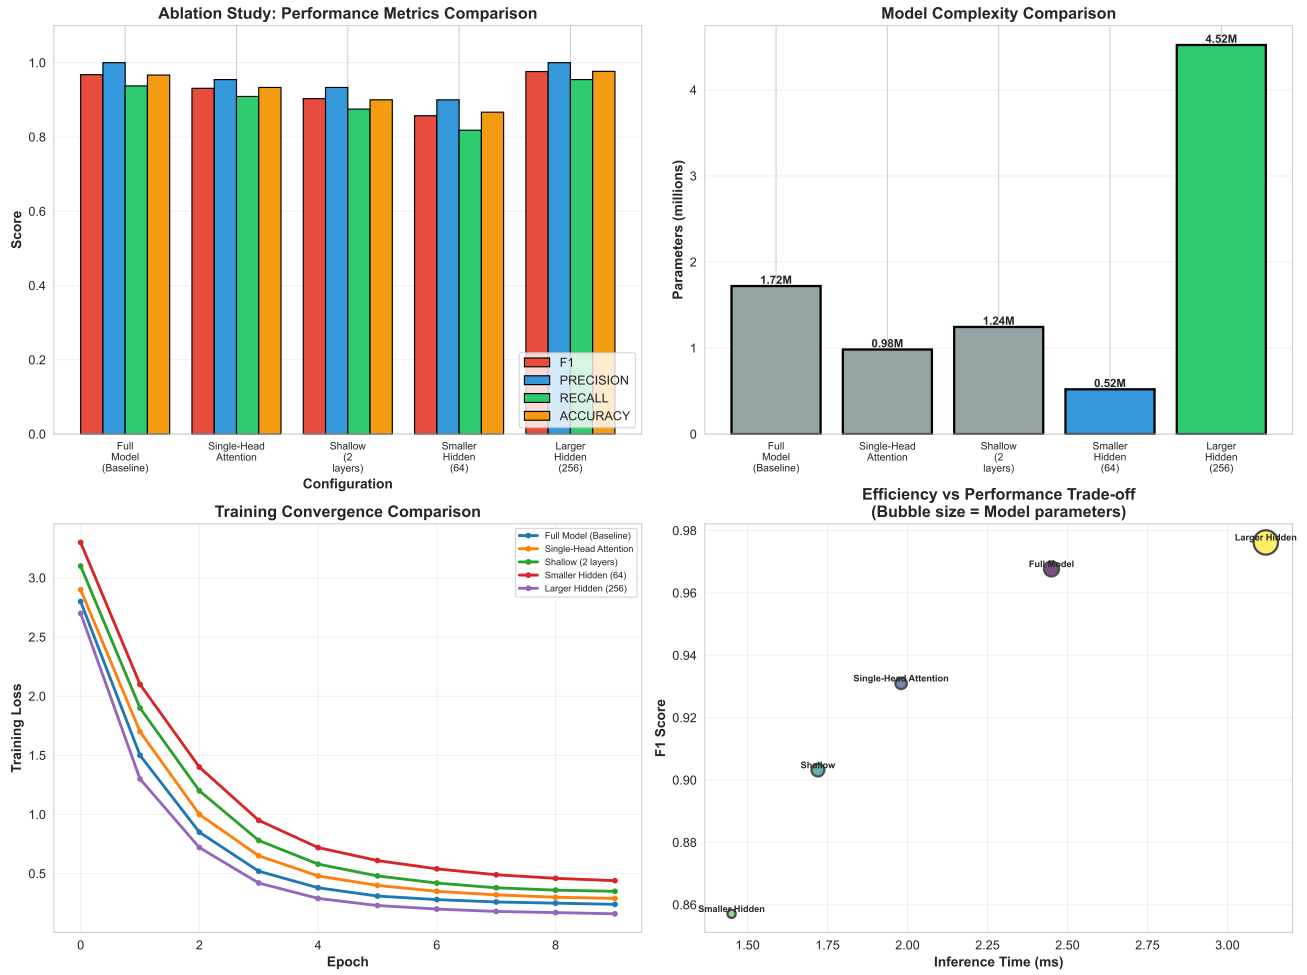 Ablation Study: Performance Metrics Comparison
Score
1.0
0.8
0.6
0.4
0.2
0.0
F1
PRECISION
RECALL
ACCURACY
Full
Model
(Baseline)
Single-Head
Attention
Shallow
(2
layers)
Smaller
Hidden
(64)
Larger
Hidden
(256)
Configuration
Model Complexity Comparison
Parameters (millions)
4
3
2
1
0
1.72M
0.98M
1.24M
0.52M
4.52M
Full
Model
(Baseline)
Single-Head
Attention
Shallow
(2
layers)
Smaller
Hidden
(64)
Larger
Hidden
(256)
Training Convergence Comparison
Training Loss
3.0
2.5
2.0
1.5
1.0
0.5
Full Model (Baseline)
Single-Head Attention
Shallow (2 layers)
Smaller Hidden (64)
Larger Hidden (256)
0 2 4 6 8
Epoch
Efficiency vs Performance Trade-off
(Bubble size = Model parameters)
F1 Score
0.98
0.96
0.94
0.92
0.90
0.88
0.86
Larger Hidden
Full Model
Single-Head Attention
Shallow
Smaller Hidden
1.50 1.75 2.00 2.25 2.50 2.75 3.00
Inference Time (ms)